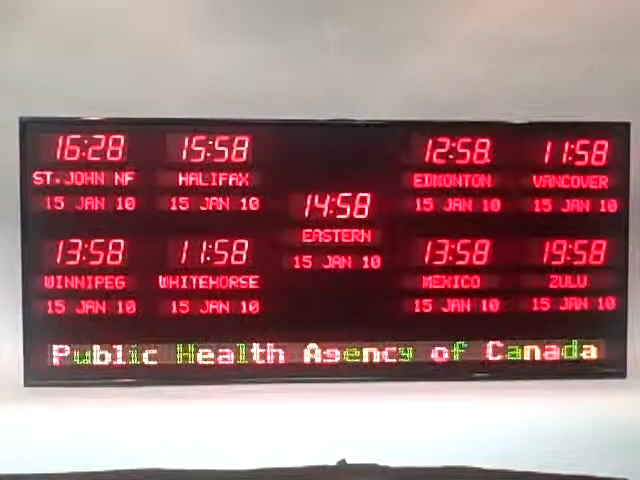 16:28 15:58 12:58 11:58
ST.JOHN NF HALIFAX EDMONTON VANCOVER
15 JAN 10 15 JAN 10 15 JAN 10 15 JAN 10
14:58
EASTERN
15 JAN 10
13:58 11:58 13:58 19:58
WINNIPEG WHITEHORSE MEXICO ZULU
15 JAN 10 15 JAN 10 15 JAN 10 15 JAN 10
Public Health Agency of Canada